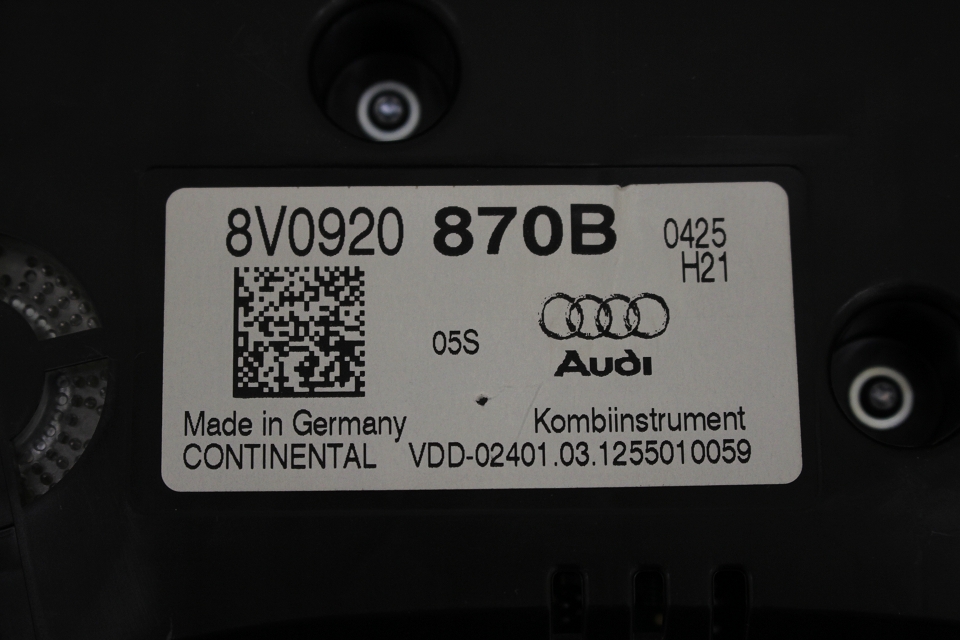 8V0920 870B 0425
H21
05S
Audi
Made in Germany Kombiinstrument
CONTINENTAL VDD-02401.03.1255010059